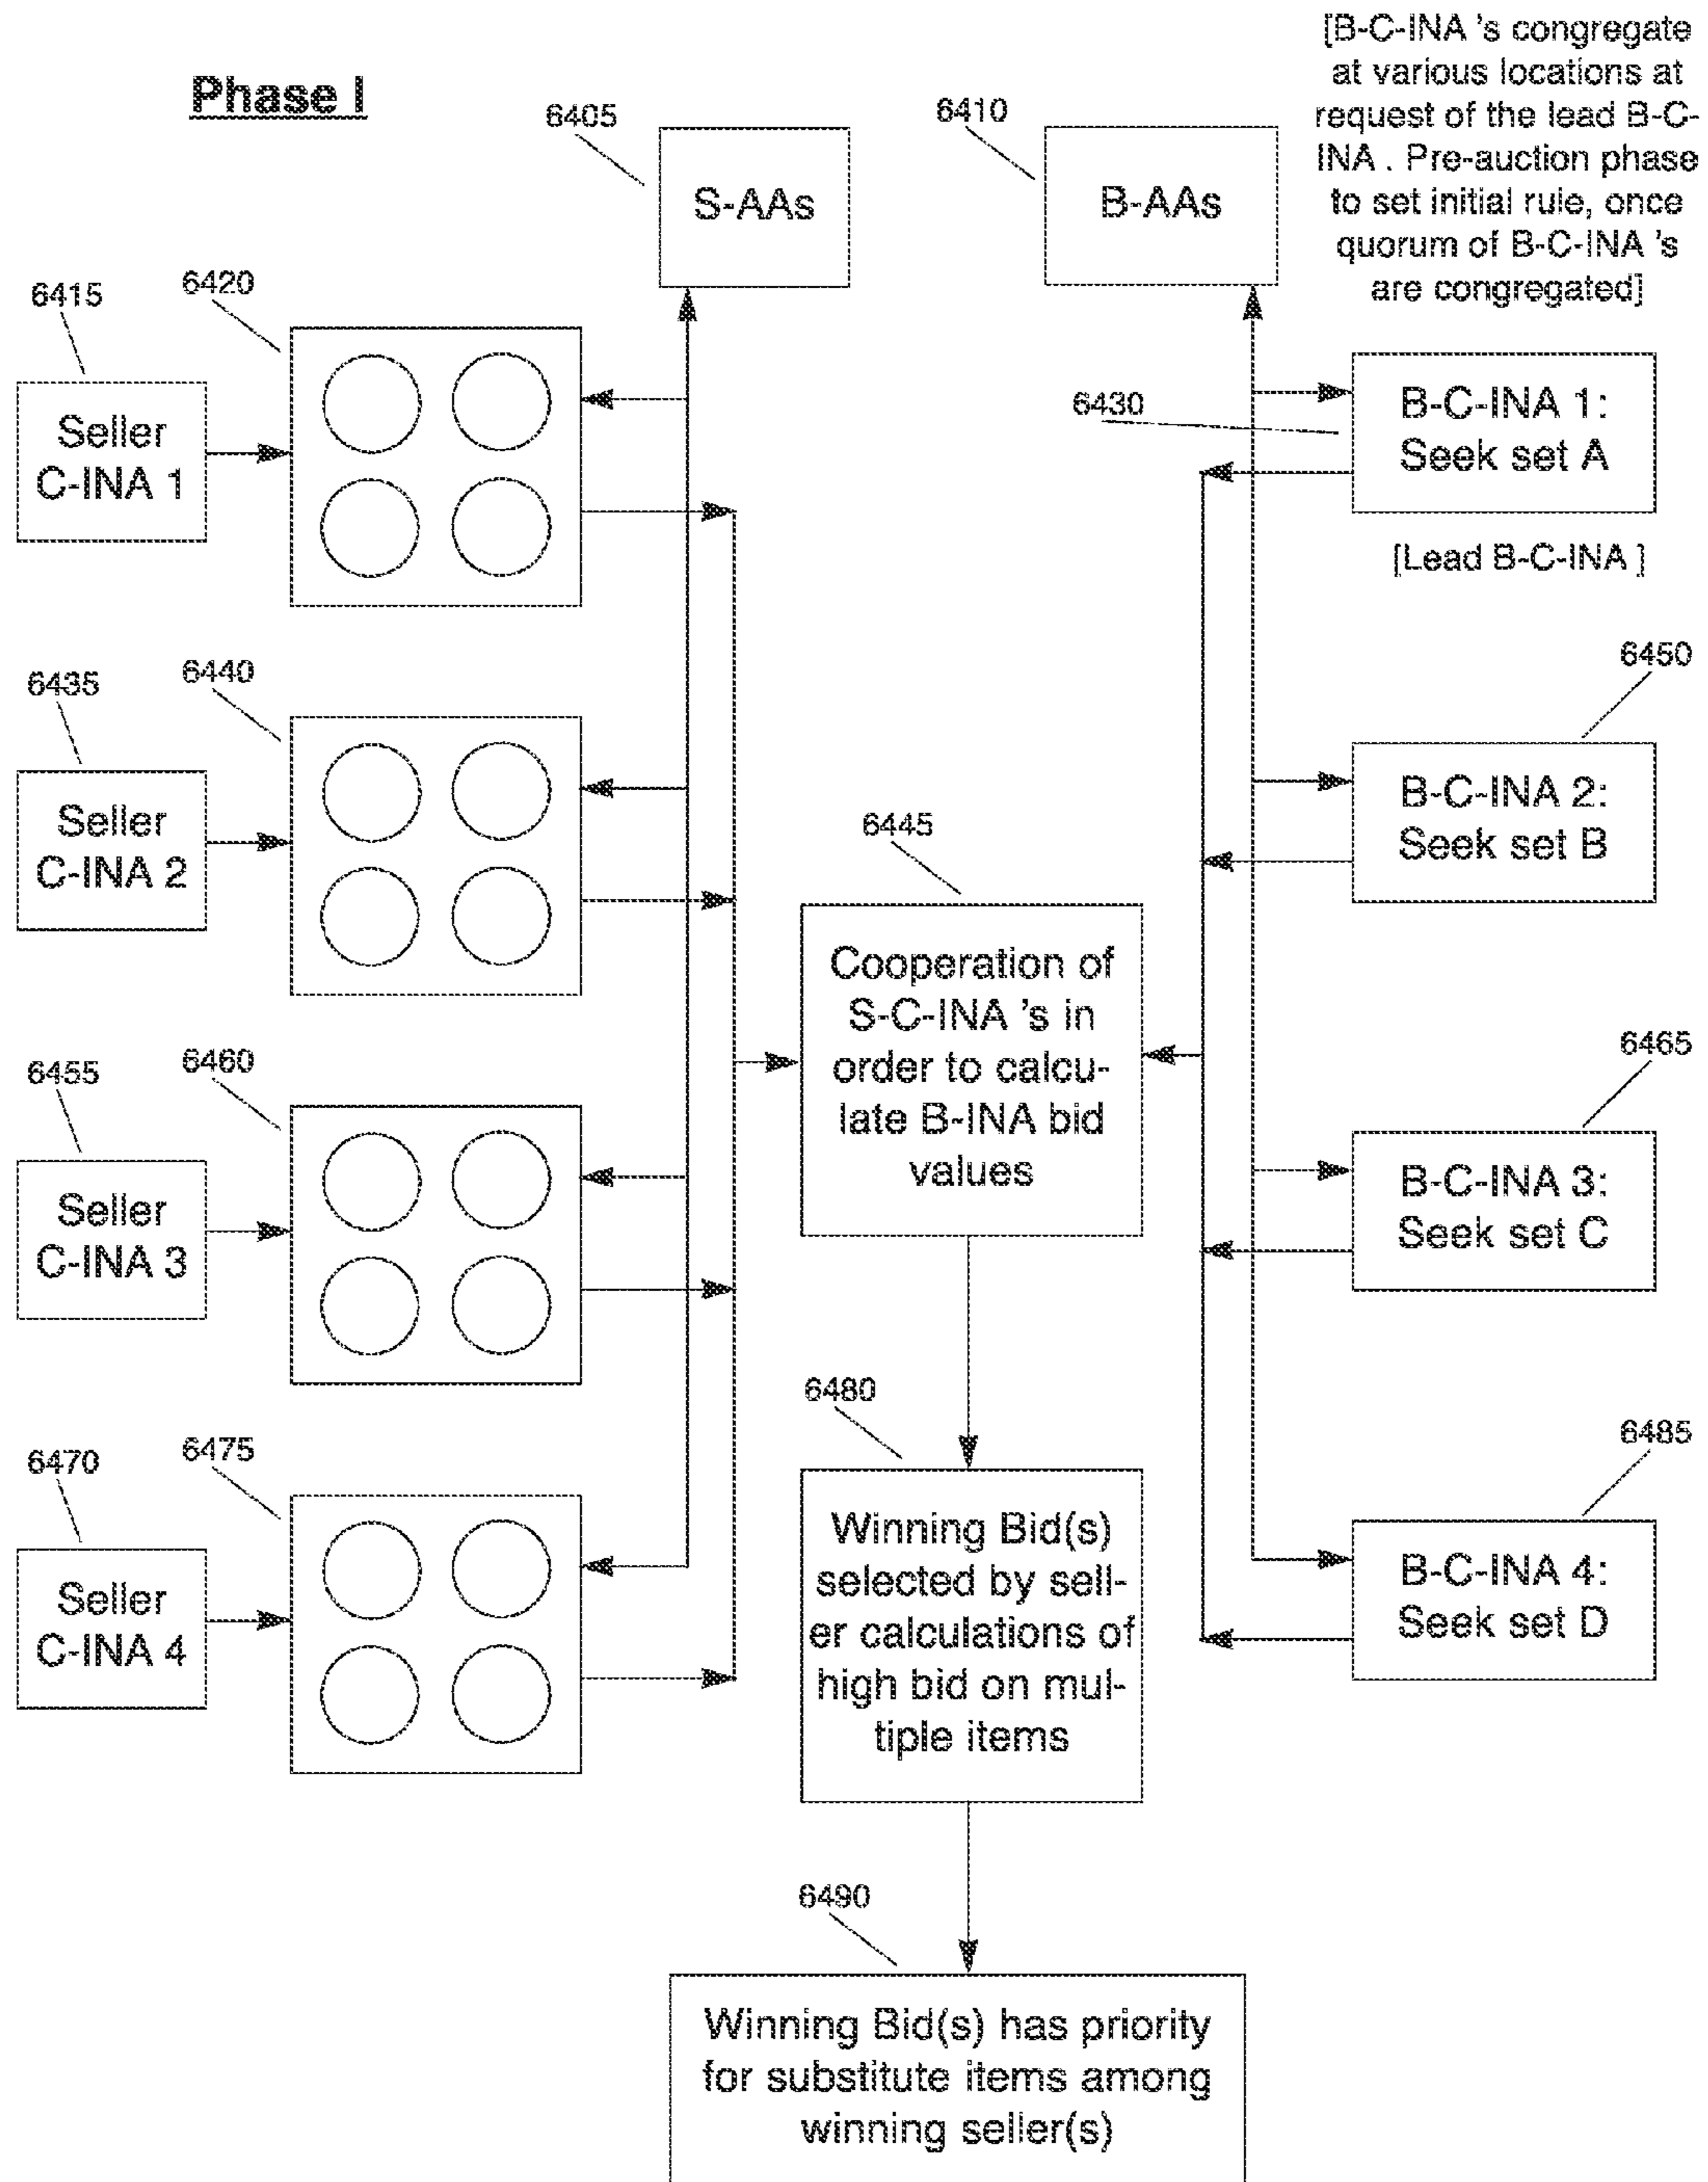 Phase I
[B-C-INA 's congregate
at various locations at
request of the lead B-C-
INA . Pre-auction phase
to set initial rule, once
quorum of B-C-INA 's
are congregated]
6405
S-AAs
6410
B-AAs
6415
Seller
C-INA 1
6420
6430
B-C-INA 1:
Seek set A
[Lead B-C-INA ]
6435
Seller
C-INA 2
6440
6450
B-C-INA 2:
Seek set B
6445
Cooperation of
S-C-INA 's in
order to calcu-
late B-INA bid
values
6455
Seller
C-INA 3
6460
6465
B-C-INA 3:
Seek set C
6470
Seller
C-INA 4
6475
6480
Winning Bid(s)
selected by sell-
er calculations of
high bid on mul-
tiple items
6485
B-C-INA 4:
Seek set D
6490
Winning Bid(s) has priority
for substitute items among
winning seller(s)